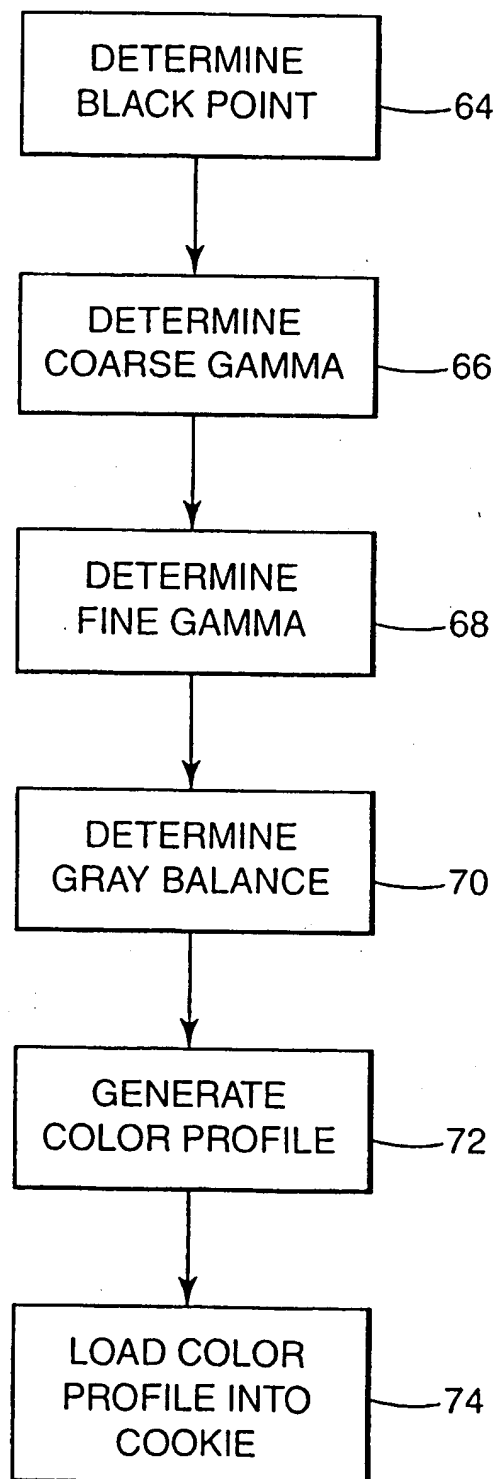 DETERMINE
BLACK POINT
64
DETERMINE
COARSE GAMMA
66
DETERMINE
FINE GAMMA
68
DETERMINE
GRAY BALANCE
70
GENERATE
COLOR PROFILE
72
LOAD COLOR
PROFILE INTO
COOKIE
74